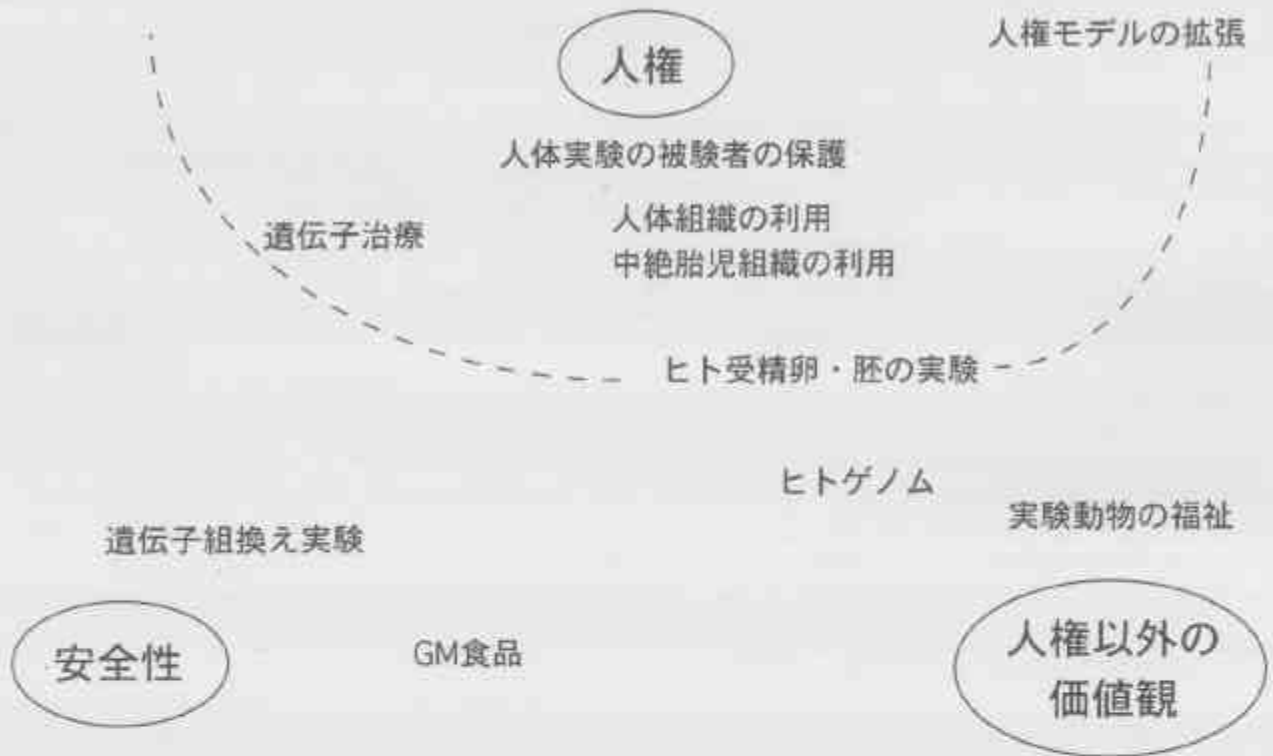 人権モデルの拡張
人権
人体実験の被験者の保護
人体組織の利用
遺伝子治療
中絶胎児組織の利用
ヒト受精卵・胚の実験
ヒトゲノム
実験動物の福祉
遺伝子組換え実験
人権以外の
安全性
GM食品
価値観